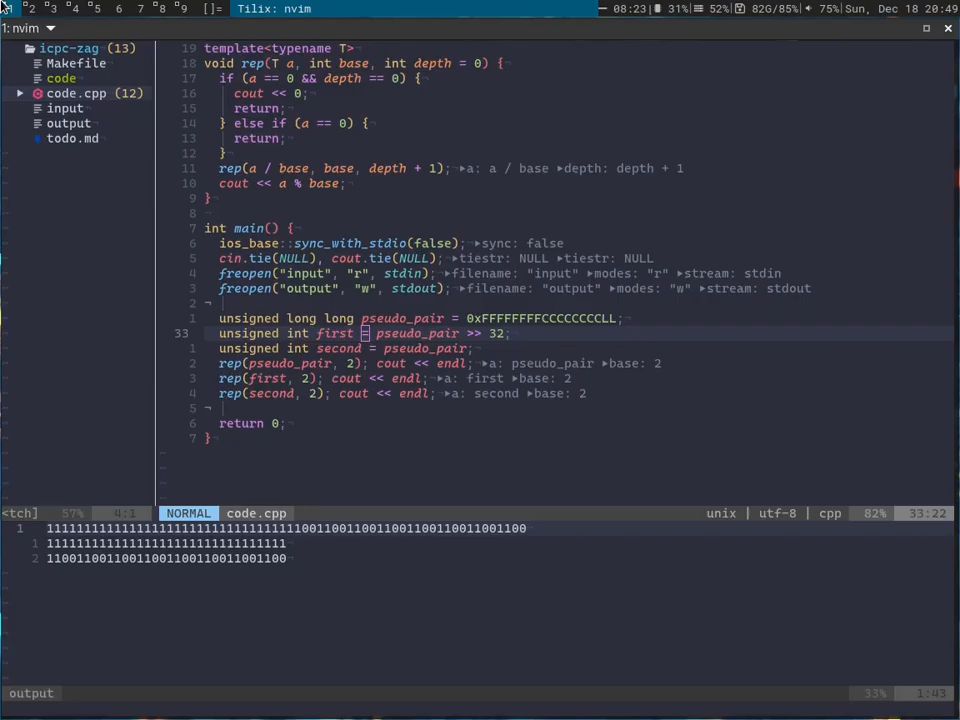 1 2 3 4 5 6 7 8 9 []= Tilix: nvim 08:23 31% 52% 82G/85% 75% Sun, Dec 18 20:49
1: nvim
icpc-zag (13)
Makefile
code
code.cpp (12)
input
output
todo.md
19 template<typename T>
18 void rep(T a, int base, int depth = 0) {
17 if (a == 0 && depth == 0) {
16 cout << 0;
15 return;
14 } else if (a == 0) {
13 return;
12 }
11 rep(a / base, base, depth + 1); a: a / base depth: depth + 1
10 cout << a % base;
9 }
8
7 int main() {
6 ios_base::sync_with_stdio(false); sync: false
5 cin.tie(NULL), cout.tie(NULL); tiestr: NULL tiestr: NULL
4 freopen("input", "r", stdin); filename: "input" modes: "r" stream: stdin
3 freopen("output", "w", stdout); filename: "output" modes: "w" stream: stdout
2
1 unsigned long long pseudo_pair = 0xFFFFFFFFCCCCCCCCLL;
33 unsigned int first = pseudo_pair >> 32;
1 unsigned int second = pseudo_pair;
2 rep(pseudo_pair, 2); cout << endl; a: pseudo_pair base: 2
3 rep(first, 2); cout << endl; a: first base: 2
4 rep(second, 2); cout << endl; a: second base: 2
5
6 return 0;
7 }
<tch] 57% 4:1 NORMAL code.cpp unix | utf-8 | cpp 82% 33:22
1 1111111111111111111111111111111111001100110011001100110011001100
1 11111111111111111111111111111111
2 11001100110011001100110011001100
output 33% 1:43